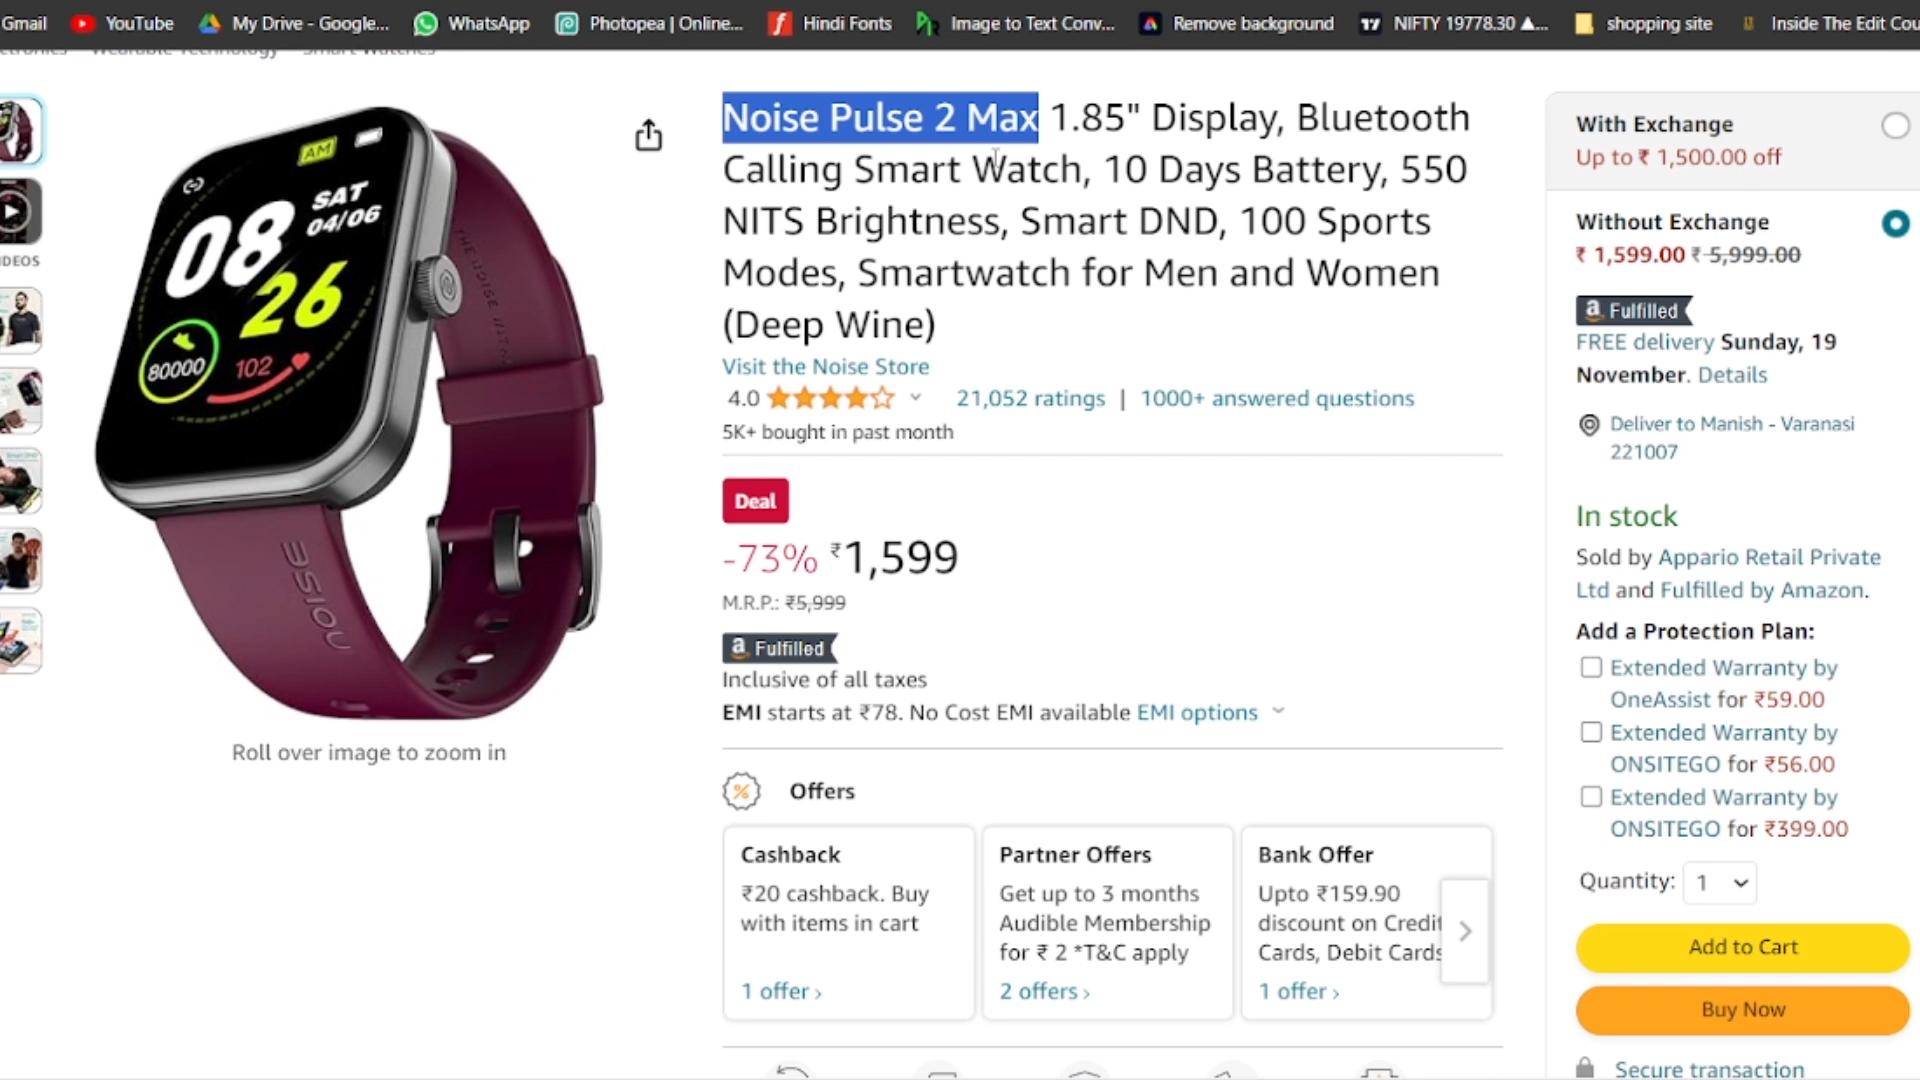 Gmail YouTube My Drive - Google... WhatsApp Photopea | Online... Hindi Fonts Image to Text Conv... Remove background NIFTY 19778.30 ▲... shopping site Inside The Edit Cou
Wearable Technology Smart Watches
AM
SAT
04/06
08
26
80000
102
THE NOISE
noise
IDEOS
Roll over image to zoom in
Noise Pulse 2 Max 1.85" Display, Bluetooth
Calling Smart Watch, 10 Days Battery, 550
NITS Brightness, Smart DND, 100 Sports
Modes, Smartwatch for Men and Women
(Deep Wine)
Visit the Noise Store
4.0 21,052 ratings | 1000+ answered questions
5K+ bought in past month
Deal
-73% ₹1,599
M.R.P.: ₹5,999
a Fulfilled
Inclusive of all taxes
EMI starts at ₹78. No Cost EMI available EMI options
% Offers
Cashback
₹20 cashback. Buy
with items in cart
1 offer ›
Partner Offers
Get up to 3 months
Audible Membership
for ₹ 2 *T&C apply
2 offers ›
Bank Offer
Upto ₹159.90
discount on Credit
Cards, Debit Cards
1 offer ›
With Exchange
Up to ₹ 1,500.00 off
Without Exchange
₹ 1,599.00 ₹ 5,999.00
a Fulfilled
FREE delivery Sunday, 19
November. Details
Deliver to Manish - Varanasi
221007
In stock
Sold by Appario Retail Private
Ltd and Fulfilled by Amazon.
Add a Protection Plan:
Extended Warranty by
OneAssist for ₹59.00
Extended Warranty by
ONSITEGO for ₹56.00
Extended Warranty by
ONSITEGO for ₹399.00
Quantity: 1
Add to Cart
Buy Now
Secure transaction